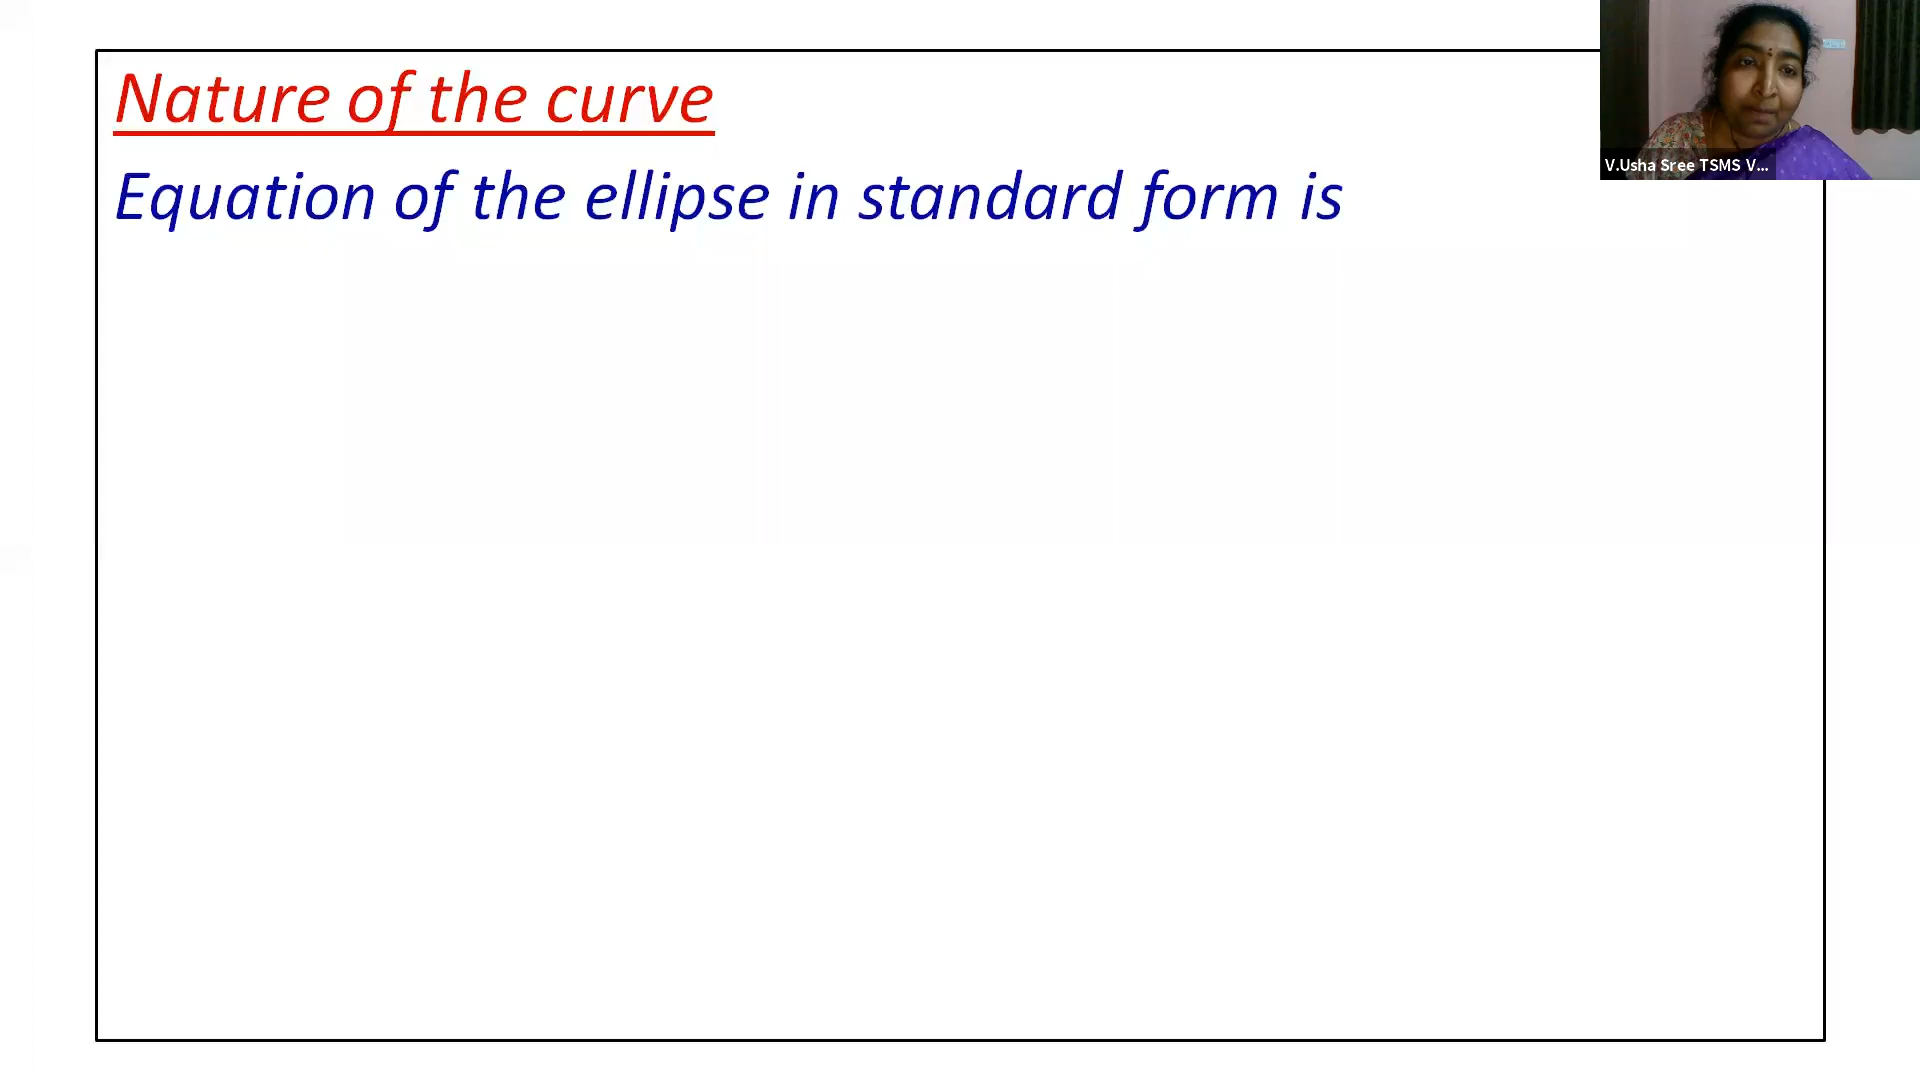 Nature of the curve
Equation of the ellipse in standard form is
V.Usha Sree TSMS V...